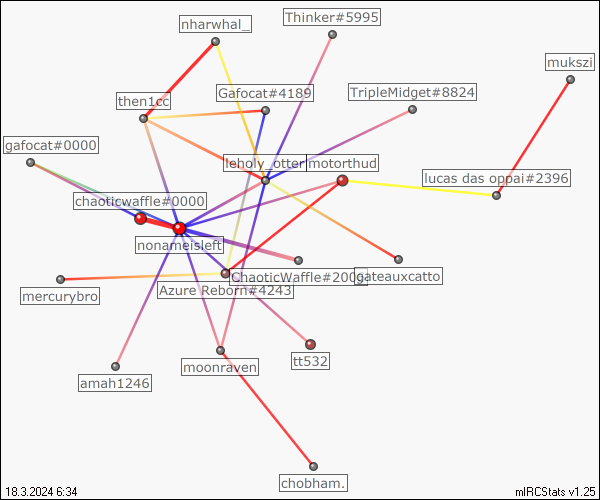 nharwhal_
Thinker#5995
mukszi
then1cc
Gafocat#4189
TripleMidget#8824
gafocat#0000
leholy_otter
motorthud
lucas das oppai#2396
chaoticwaffle#0000
nonameisleft
ChaoticWaffle#200
gateauxcatto
mercurybro
Azure Reborn#4243
amah1246
moonraven
tt532
chobham.
18.3.2024 6:34
mIRCStats v1.25